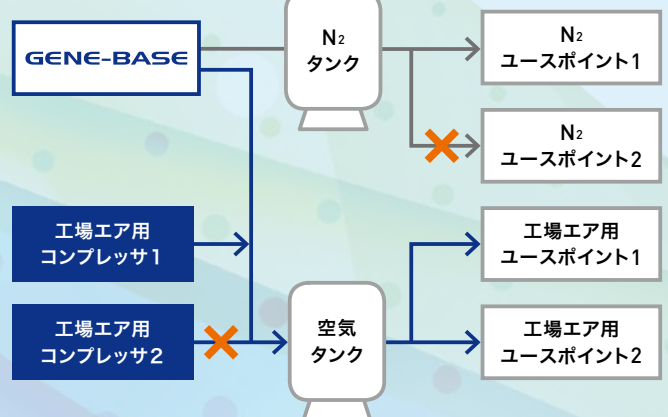 GENE-BASE
N2
タンク
N2
ユースポイント1
N2
ユースポイント2
工場エア用
コンプレッサ1
工場エア用
ユースポイント1
工場エア用
コンプレッサ2
空気
タンク
工場エア用
ユースポイント2